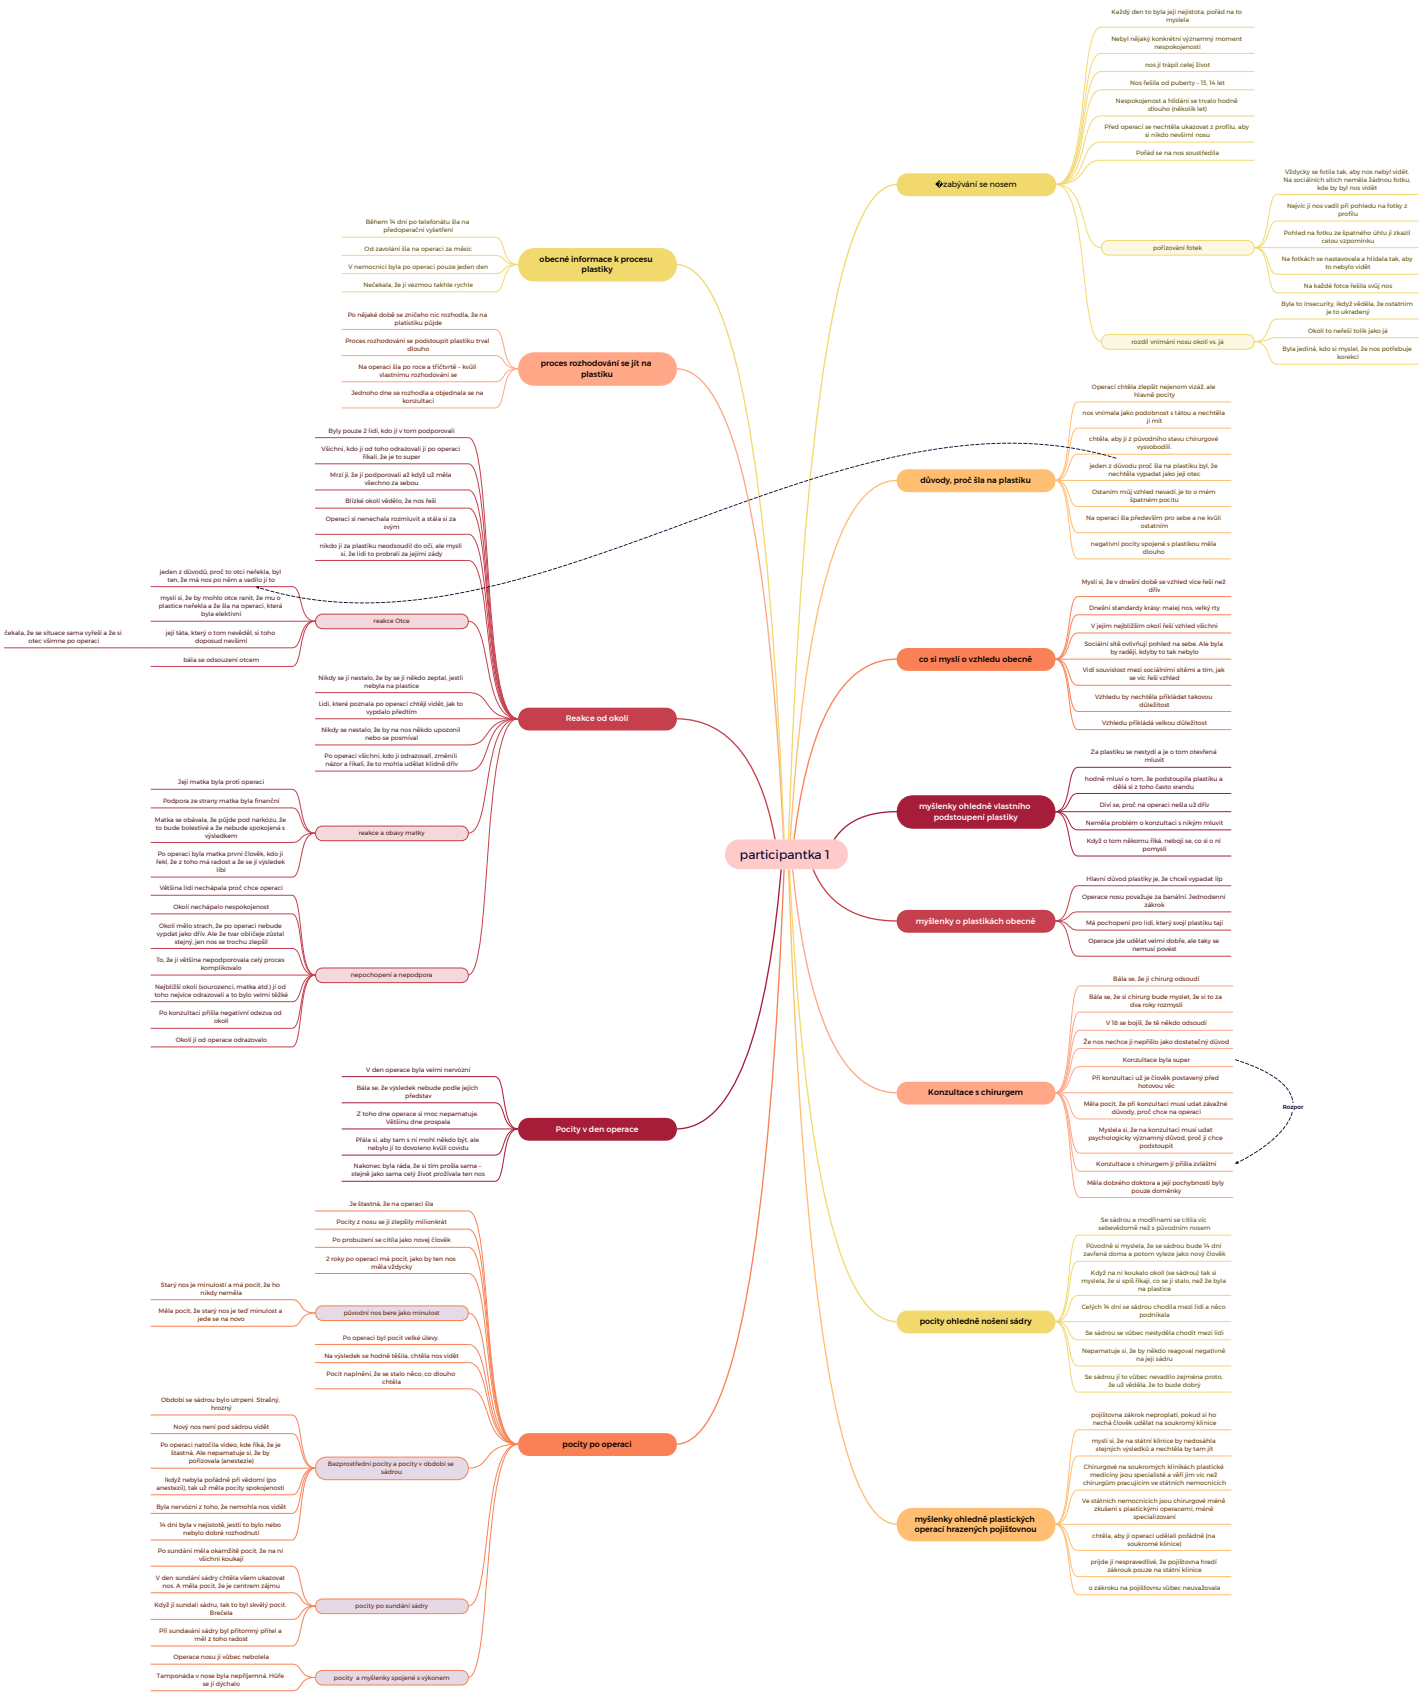 participantka 1
�zabývání se nosem
Každý den to byla její nejistota, pořád na to
myslela
Nebyl nějaký konkrétní významný moment
nespokojenosti
nos jí trápil celej život
Nos řešila od puberty – 13, 14 let
Nespokojenost a hlídání se trvalo hodně
dlouho (několik let)
Před operací se nechtěla ukazovat z profilu, aby
si nikdo nevšiml nosu
Pořád se na nos soustředila
pořizování fotek
Vždycky se fotila tak, aby nos nebyl vidět.
Na sociálních sítích neměla žádnou fotku,
kde by byl nos vidět
Nejvíc jí nos vadil při pohledu na fotky z
profilu
Pohled na fotku ze špatného úhlu jí zkazil
celou vzpomínku
Na fotkách se nastavovala a hlídala tak, aby
to nebylo vidět
Na každé fotce řešila svůj nos
rozdíl vnímání nosu okolí vs. já
Byla to insecurity, ikdyž věděla, že ostatním
je to ukradený
Okolí to neřeší tolik jako já
Byla jediná, kdo si myslel, že nos potřebuje
korekci
důvody, proč šla na plastiku
Operací chtěla zlepšit nejenom vizáž, ale
hlavně pocity
nos vnímala jako podobnost s tátou a nechtěla
jí mít
chtěla, aby jí z původního stavu chirurgové
vysvobodili.
jeden z důvodu proč šla na plastiku byl, že
nechtěla vypadat jako její otec
Ostaním můj vzhled nevadí, je to o mém
špatném pocitu
Na operaci šla především pro sebe a ne kvůli
ostatním
negativní pocity spojené s plastikou měla
dlouho
co si myslí o vzhledu obecně
Myslí si, že v dnešní době se vzhled více řeší než
dřív
Dnešní standardy krásy: malej nos, velký rty
V jejím nejbližším okolí řeší vzhled všichni
Sociální sítě ovlivňují pohled na sebe. Ale byla
by raději, kdyby to tak nebylo
Vidí souvislost mezi sociálními sítěmi a tím, jak
se víc řeší vzhled
Vzhledu by nechtěla přikládat takovou
důležitost
Vzhledu přikládá velkou důležitost
myšlenky ohledně vlastního
podstoupení plastiky
Za plastiku se nestydí a je o tom otevřená
mluvit
hodně mluví o tom, že podstoupila plastiku a
dělá si z toho často srandu
Diví se, proč na operaci nešla už dřív
Neměla problém o konzultaci s nikým mluvit
Když o tom někomu říká, nebojí se, co si o ní
pomyslí
myšlenky o plastikách obecně
Hlavní důvod plastiky je, že chceš vypadat líp
Operace nosu považuje za banální. Jednodenní
zákrok
Má pochopení pro lidi, který svojí plastiku tají
Operace jde udělat velmi dobře, ale taky se
nemusí povést
Konzultace s chirurgem
Bála se, že jí chirurg odsoudí
Bála se, že si chirurg bude myslet, že si to za
dva roky rozmyslí
V 18 se bojíš, že tě někdo odsoudí
Že nos nechce jí nepřišlo jako dostatečný důvod
Konzultace byla super
Při konzultaci už je člověk postavený před
hotovou věc
Měla pocit, že při konzultaci musí udat závažné
důvody, proč chce na operaci
Myslela si, že na konzultaci musí udat
psychologicky významný důvod, proč ji chce
podstoupit
Konzultace s chirurgem jí přišla zvláštní
Měla dobrého doktora a její pochybnosti byly
pouze doměnky
Rozpor
pocity ohledně nošení sádry
Se sádrou a modřinami se cítila víc
sebevědomě než s původním nosem
Původně si myslela, že se sádrou bude 14 dní
zavřená doma a potom vyleze jako nový člověk
Když na ní koukalo okolí (se sádrou) tak si
myslela, že si spíš říkají, co se jí stalo, než že byla
na plastice
Celých 14 dní se sádrou chodila mezi lidi a něco
podnikala
Se sádrou se vůbec nestyděla chodit mezi lidi
Nepamatuje si, že by někdo reagoval negativně
na její sádru
Se sádrou jí to vůbec nevadilo zejména proto,
že už věděla, že to bude dobrý
myšlenky ohledně plastických
operací hrazených pojišťovnou
pojištovna zákrok neproplatí, pokud si ho
nechá člověk udělat na soukromý klinice
myslí si, že na státní klinice by nedosáhla
stejných výsledků a nechtěla by tam jít
Chirurgové na soukromých klinikách plastické
medicíny jsou specialisté a věří jim víc než
chirurgům pracujícím ve státních nemocnicích
Ve státních nemocnicích jsou chirurgové méně
zkušení s plastickými operacemi, méně
specializovaní
chtěla, aby jí operaci udělali pořádně (na
soukromé klinice)
prijde jí nespravedlivé, že pojištovna hradí
zákrouk pouze na státní klinice
o zákroku na pojišťovnu vůbec neuvažovala
obecné informace k procesu
plastiky
Během 14 dní po telefonátu šla na
předoperační vyšetření
Od zavolání šla na operaci za měsíc
V nemocnici byla po operaci pouze jeden den
Nečekala, že jí vezmou takhle rychle
proces rozhodování se jít na
plastiku
Po nějaké době se zničeho nic rozhodla, že na
platistiku půjde
Proces rozhodování se podstoupit plastiku trval
dlouho
Na operaci šla po roce a tříčtvrtě – kvůli
vlastnímu rozhodování se
Jednoho dne se rozhodla a objednala se na
konzultaci
Reakce od okolí
Byly pouze 2 lidi, kdo jí v tom podporovali
Všichni, kdo jí od toho odrazovali jí po operaci
říkali, že je to super
Mrzí jí, že jí podporovali až když už měla
všechno za sebou
Blízké okolí vědělo, že nos řeší
Operaci si nenechala rozmluvit a stála si za
svým
nikdo jí za plastiku neodsoudil do očí, ale myslí
si, že lidi to probrali za jejími zády
reakce Otce
jeden z důvodů, proč to otci neřekla, byl
ten, že má nos po něm a vadilo jí to
myslí si, že by mohlo otce ranit, že mu o
plastice neřekla a že šla na operaci, která
byla elektivní
její táta, který o tom nevěděl, si toho
doposud nevšiml
čekala, že se situace sama vyřeší a že si
otec všimne po operaci
bála se odsouzení otcem
Nikdy se jí nestalo, že by se jí někdo zeptal, jestli
nebyla na plastice
Lidi, které poznala po operaci chtějí vidět, jak to
vypdalo předtím
Nikdy se nestalo, že by na nos někdo upozonil
nebo se posmíval
Po operaci všichni, kdo jí odrazovali, změnili
názor a říkali, že to mohla udělat klidně dřív
reakce a obavy matky
Její matka byla proti operaci
Podpora ze strany matka byla finanční
Matka se obávala, že půjde pod narkózu, že
to bude bolestivé a že nebude spokojená s
výsledkem
Po operaci byla matka první člověk, kdo jí
řekl, že z toho má radost a že se jí výsledek
líbí
nepochopení a nepodpora
Většina lidí nechápala proč chce operaci
Okolí nechápalo nespokojenost
Okolí mělo strach, že po operaci nebude
vypdat jako dřív. Ale že tvar obličeje zůstal
stejný, jen nos se trochu zlepšil
To, že jí většina nepodporovala celý proces
komplikovalo
Nejbližší okolí (sourozenci, matka atd.) jí od
toho nejvíce odrazovali a to bylo velmi těžké
Po konzultaci přišla negativní odezva od
okolí
Okolí jí od operace odrazovalo
Pocity v den operace
V den operace byla velmi nervózní
Bála se, že výsledek nebude podle jejích
představ
Z toho dne operace si moc nepamatuje.
Většinu dne prospala
Přála si, aby tam s ní mohl někdo být, ale
nebylo jí to dovoleno kvůli covidu
Nakonec byla ráda, že si tím prošla sama –
stejně jako sama celý život prožívala ten nos
pocity po operaci
Je šťastná, že na operaci šla
Pocity z nosu se jí zlepšily milionkrát
Po probuzení se cítila jako novej člověk
2 roky po operaci má pocit, jako by ten nos
měla vždycky
původní nos bere jako minulost
Starý nos je minulostí a má pocit, že ho
nikdy neměla
Měla pocit, že starý nos je teď minulost a
jede se na novo
Po operaci byl pocit velké úlevy.
Na výsledek se hodně těšila, chtěla nos vidět
Pocit naplnění, že se stalo něco, co dlouho
chtěla
Bezprostřední pocity a pocity v období se
sádrou
Období se sádrou bylo utrpení. Strašný,
hrozný
Nový nos není pod sádrou vidět
Po operaci natočila video, kde říká, že je
štastná. Ale nepamatuje si, že by
pořizovala (anestezie)
Ikdyž nebyla pořádně při vědomí (po
anestezii), tak už měla pocity spokojenosti
Byla nervózní z toho, že nemohla nos vidět
14 dní byla v nejistotě, jestli to bylo nebo
nebylo dobré rozhodnutí
pocity po sundání sádry
Po sundání měla okamžitě pocit, že na ní
všichni koukají
V den sundání sádry chtěla všem ukazovat
nos. A měla pocit, že je centrem zájmu
Když jí sundali sádru, tak to byl skvělý pocit.
Brečela
Při sundavání sádry byl přítomný přítel a
měl z toho radost
pocity a myšlenky spojené s výkonem
Operace nosu jí vůbec nebolela
Tamponáda v nose byla nepříjemná. Hůře
se jí dýchalo